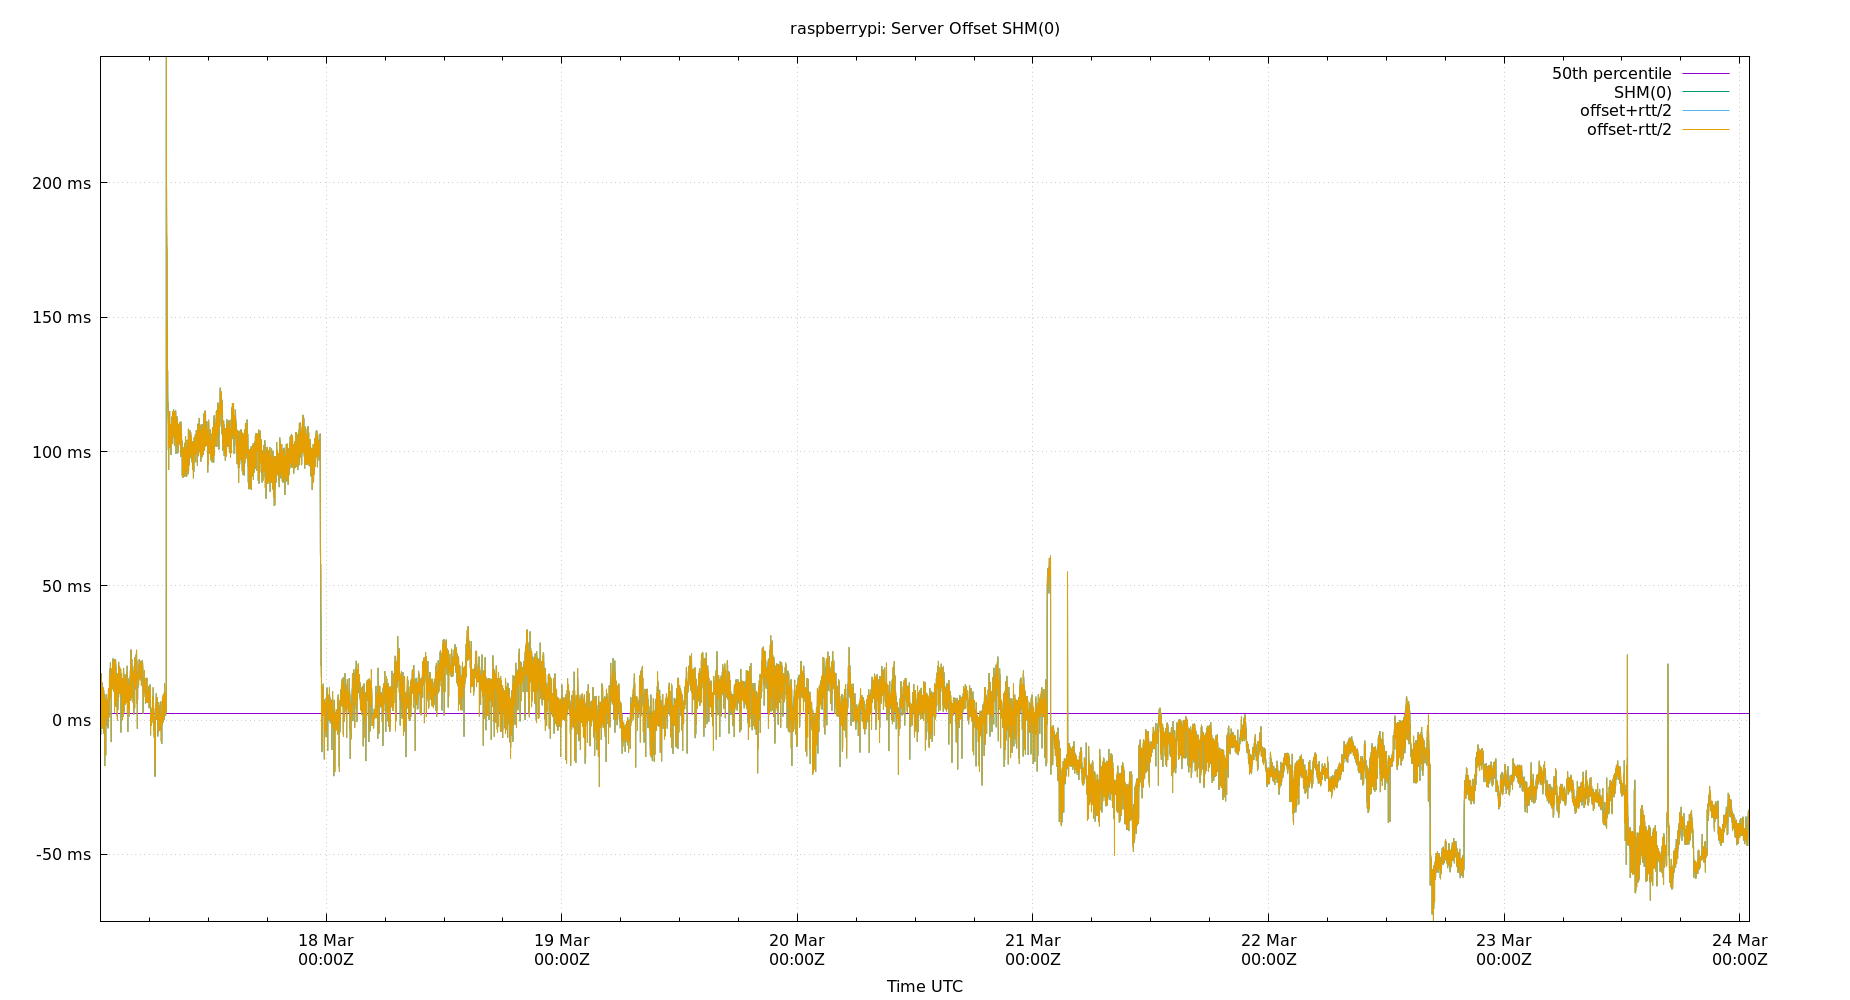 raspberrypi: Server Offset SHM(0)
50th percentile
SHM(0)
offset+rtt/2
offset-rtt/2
200 ms
150 ms
100 ms
50 ms
0 ms
-50 ms
18 Mar
00:00Z
19 Mar
00:00Z
20 Mar
00:00Z
21 Mar
00:00Z
22 Mar
00:00Z
23 Mar
00:00Z
24 Mar
00:00Z
Time UTC